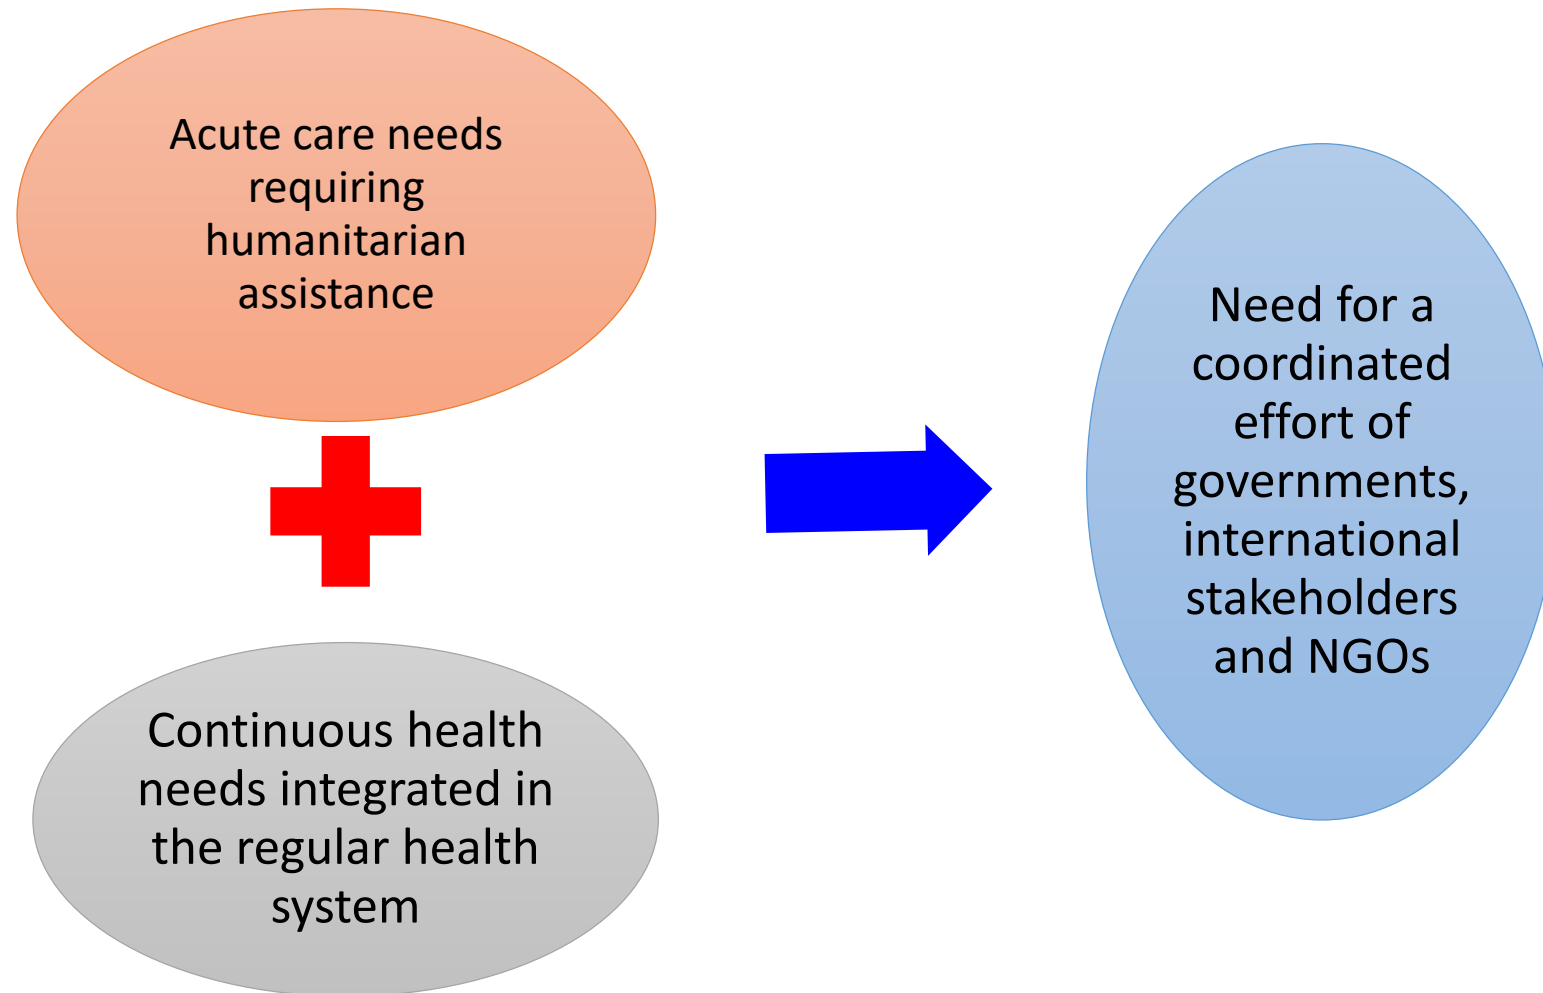 Acute care needs
requiring
humanitarian
assistance
Continuous health
needs integrated in
the regular health
system
Need for a
coordinated
effort of
governments,
international
stakeholders
and NGOs